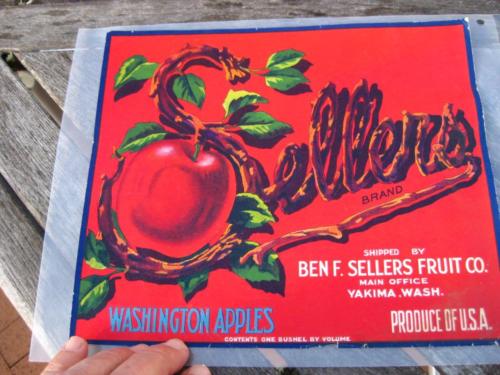 Sellers
BRAND
SHIPPED BY
BEN F. SELLERS FRUIT CO.
MAIN OFFICE
YAKIMA, WASH.
WASHINGTON APPLES
PRODUCE OF U.S.A.
CONTENTS ONE BUSHEL BY VOLUME